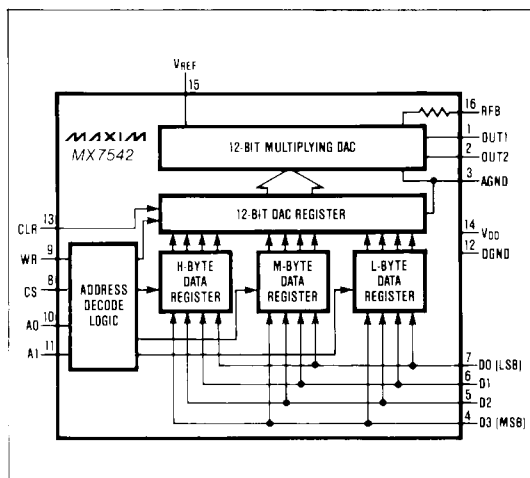 VREF
15
16 RFB
MAXIM
MX7542
12-BIT MULTIPLYING DAC
1 OUT1
2 OUT2
3 AGND
12-BIT DAC REGISTER
CLR 13
14 VDD
WR 9
12 DGND
CS 8
A0 10
A1 11
ADDRESS
DECODE
LOGIC
H-BYTE
DATA
REGISTER
M-BYTE
DATA
REGISTER
L-BYTE
DATA
REGISTER
7 D0 (LSB)
6 D1
5 D2
4 D3 (MSB)